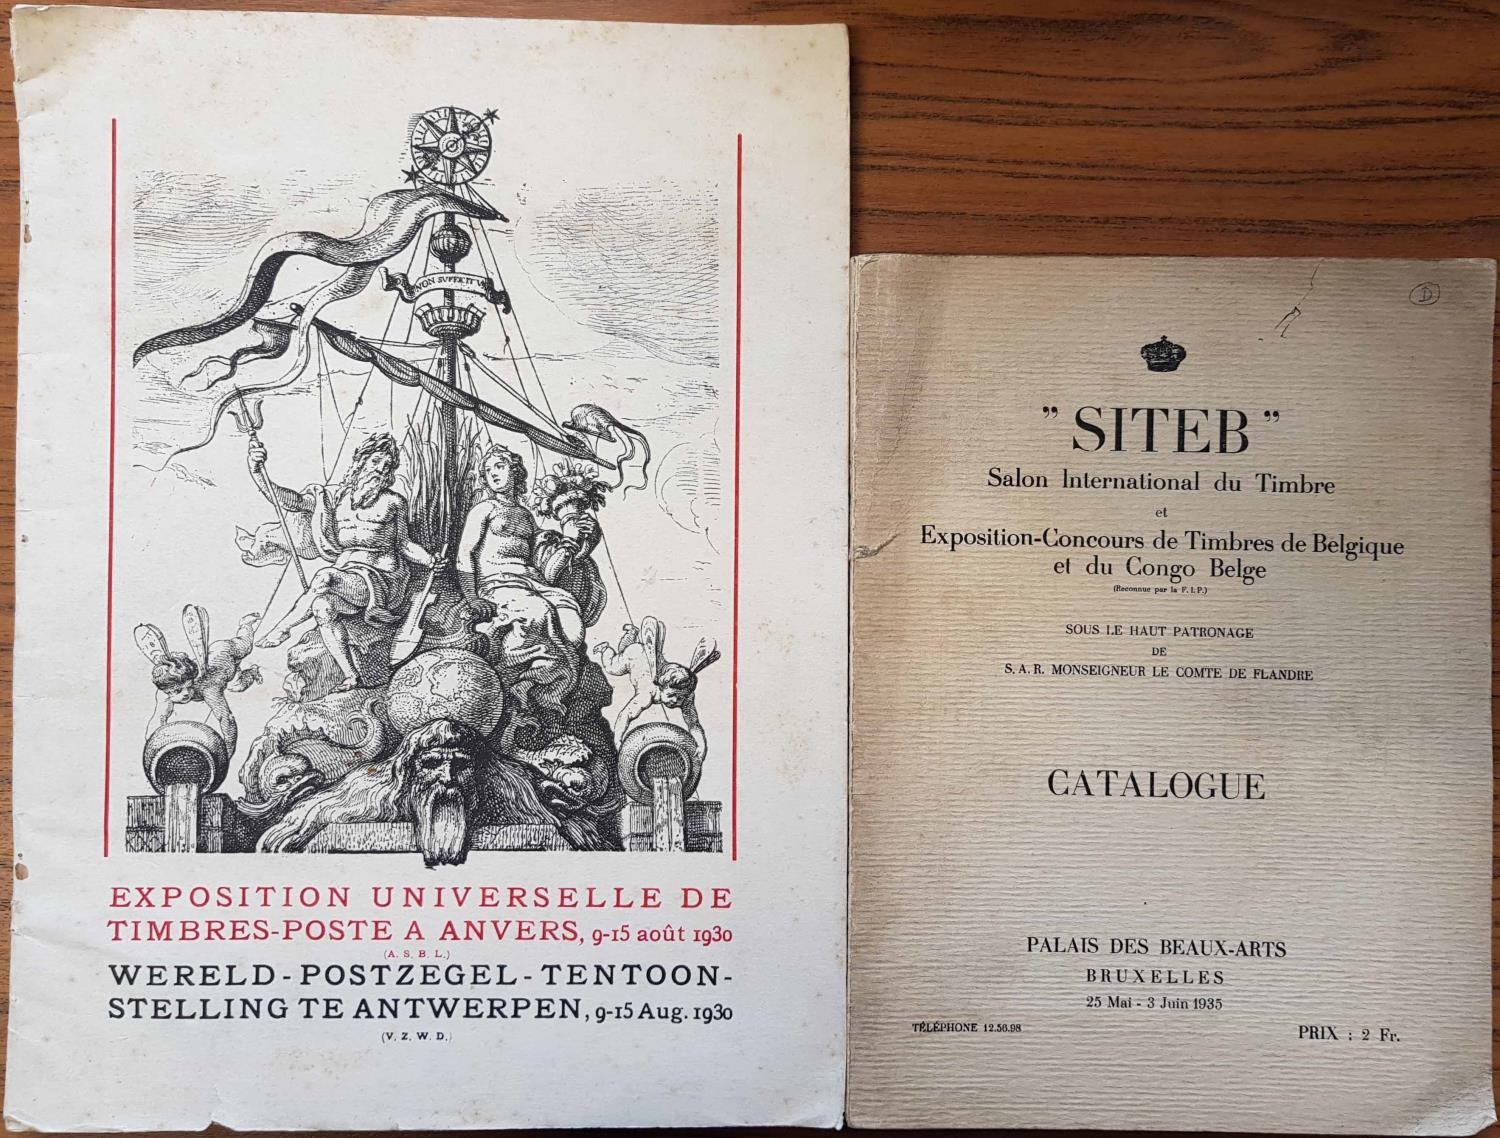 NON SUFFICIT
EXPOSITION UNIVERSELLE DE
TIMBRES-POSTE A ANVERS, 9-15 août 1930
(A. S. B. L.)
WERELD-POSTZEGEL-TENTOON-
STELLING TE ANTWERPEN, 9-15 Aug. 1930
(V. Z. W. D.)
D
" SITEB "
Salon International du Timbre
et
Exposition-Concours de Timbres de Belgique
et du Congo Belge
(Reconnue par la F. I. P.)
SOUS LE HAUT PATRONAGE
DE
S. A. R. MONSEIGNEUR LE COMTE DE FLANDRE
CATALOGUE
PALAIS DES BEAUX-ARTS
BRUXELLES
25 Mai - 3 Juin 1935
TÉLÉPHONE 12.56.98
PRIX : 2 Fr.